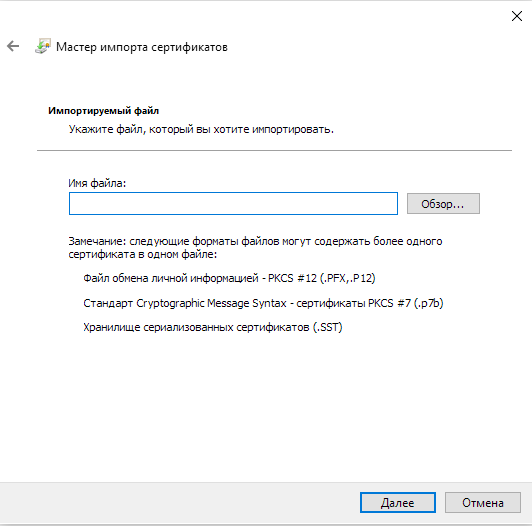 Мастер импорта сертификатов
Импортируемый файл
Укажите файл, который вы хотите импортировать.
Имя файла:
Обзор...
Замечание: следующие форматы файлов могут содержать более одного
сертификата в одном файле:
Файл обмена личной информацией - PKCS #12 (.PFX,.P12)
Стандарт Cryptographic Message Syntax - сертификаты PKCS #7 (.p7b)
Хранилище сериализованных сертификатов (.SST)
Далее
Отмена